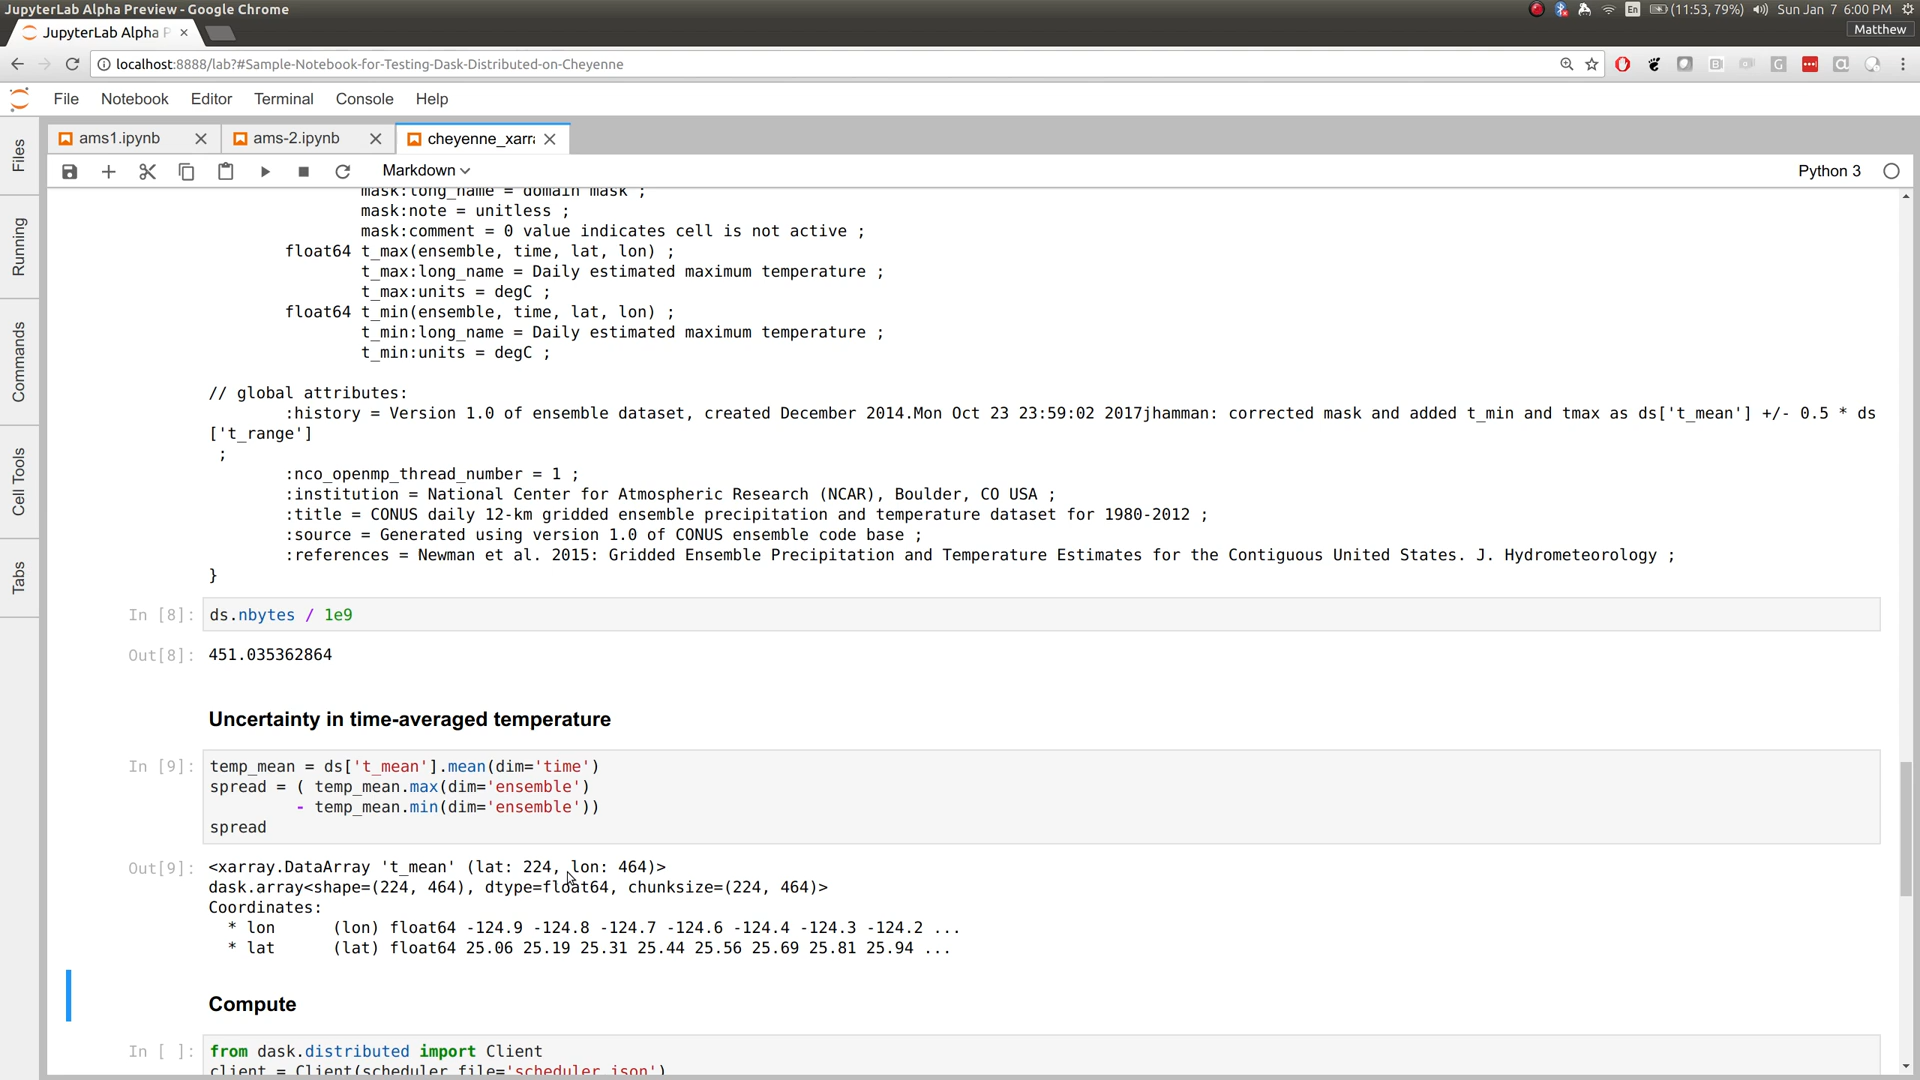 JupyterLab Alpha Preview - Google Chrome
En (11:53, 79%) Sun Jan 7 6:00 PM
JupyterLab Alpha P
Matthew
localhost:8888/lab?#Sample-Notebook-for-Testing-Dask-Distributed-on-Cheyenne
File Notebook Editor Terminal Console Help
ams1.ipynb ams-2.ipynb cheyenne_xarra
Markdown
Python 3
Files
Running
Commands
Cell Tools
Tabs
mask:long_name = domain mask ;
mask:note = unitless ;
mask:comment = 0 value indicates cell is not active ;
float64 t_max(ensemble, time, lat, lon) ;
t_max:long_name = Daily estimated maximum temperature ;
t_max:units = degC ;
float64 t_min(ensemble, time, lat, lon) ;
t_min:long_name = Daily estimated maximum temperature ;
t_min:units = degC ;
// global attributes:
:history = Version 1.0 of ensemble dataset, created December 2014.Mon Oct 23 23:59:02 2017jhamman: corrected mask and added t_min and tmax as ds['t_mean'] +/- 0.5 * ds
['t_range']
;
:nco_openmp_thread_number = 1 ;
:institution = National Center for Atmospheric Research (NCAR), Boulder, CO USA ;
:title = CONUS daily 12-km gridded ensemble precipitation and temperature dataset for 1980-2012 ;
:source = Generated using version 1.0 of CONUS ensemble code base ;
:references = Newman et al. 2015: Gridded Ensemble Precipitation and Temperature Estimates for the Contiguous United States. J. Hydrometeorology ;
}
In [8]: ds.nbytes / 1e9
Out[8]: 451.035362864
Uncertainty in time-averaged temperature
In [9]: temp_mean = ds['t_mean'].mean(dim='time')
spread = ( temp_mean.max(dim='ensemble')
- temp_mean.min(dim='ensemble'))
spread
Out[9]: <xarray.DataArray 't_mean' (lat: 224, lon: 464)>
dask.array<shape=(224, 464), dtype=float64, chunksize=(224, 464)>
Coordinates:
* lon (lon) float64 -124.9 -124.8 -124.7 -124.6 -124.4 -124.3 -124.2 ...
* lat (lat) float64 25.06 25.19 25.31 25.44 25.56 25.69 25.81 25.94 ...
Compute
In [ ]: from dask.distributed import Client
client = Client(scheduler_file='scheduler.json')